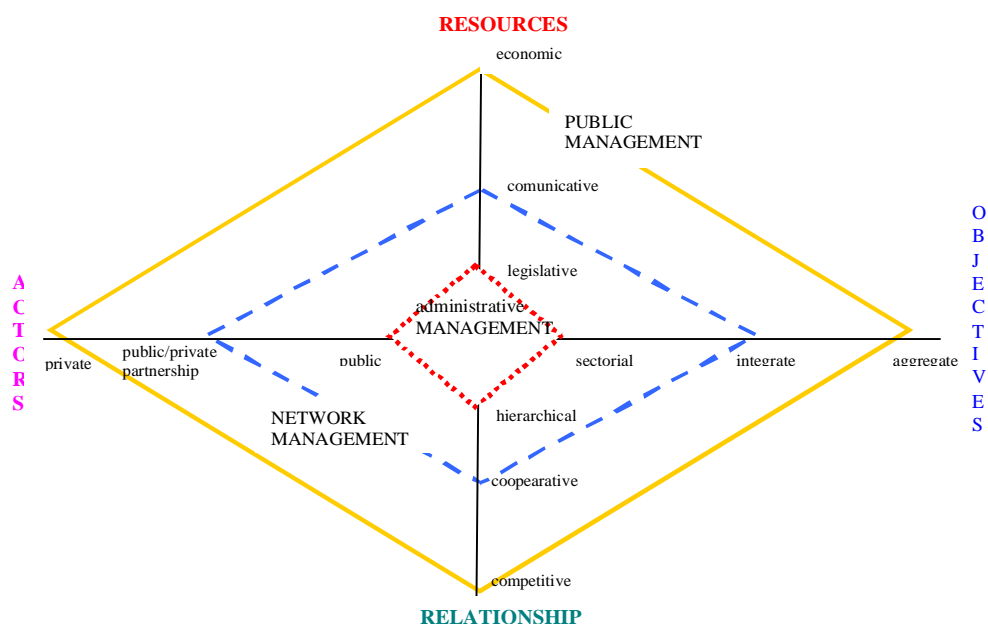 RESOURCES
economic
PUBLIC
MANAGEMENT
comunicative
O
B
J
E
C
T
I
V
E
S
legislative
A
C
T
O
R
S
administrative
MANAGEMENT
private
public/private
partnership
public
sectorial
integrate
aggregate
NETWORK
MANAGEMENT
hierarchical
coopearative
competitive
RELATIONSHIP